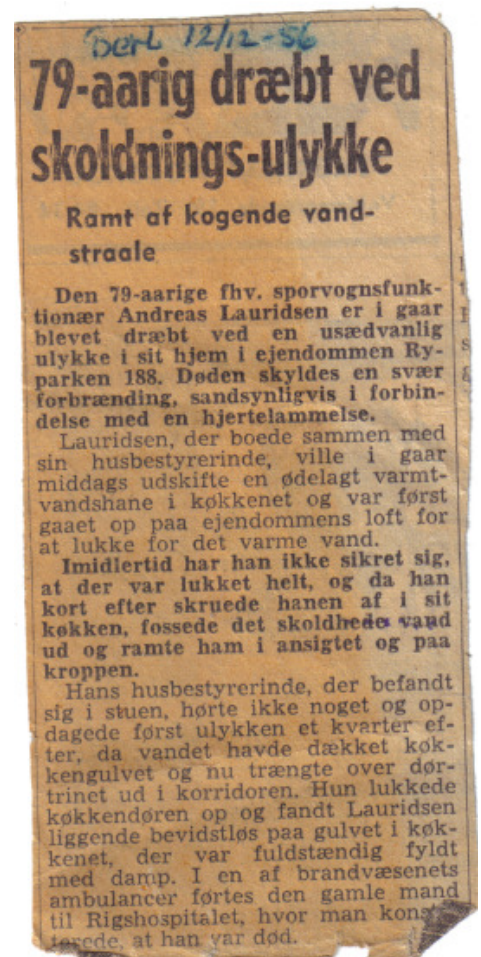 Berl 12/12-56
79-aarig dræbt ved
skoldnings-ulykke
Ramt af kogende vand-
straale
Den 79-aarige fhv. sporvognsfunk-
tionær Andreas Lauridsen er i gaar
blevet dræbt ved en usædvanlig
ulykke i sit hjem i ejendommen Ry-
parken 188. Døden skyldes en svær
forbrænding, sandsynligvis i forbin-
delse med en hjertelammelse.
Lauridsen, der boede sammen med
sin husbestyrerinde, ville i gaar
middags udskifte en ødelagt varmt-
vandshane i køkkenet og var først
gaaet op paa ejendommens loft for
at lukke for det varme vand.
Imidlertid har han ikke sikret sig,
at der var lukket helt, og da han
kort efter skruede hanen af i sit
køkken, fossede det skoldhede vand
ud og ramte ham i ansigtet og paa
kroppen.
Hans husbestyrerinde, der befandt
sig i stuen, hørte ikke noget og op-
dagede først ulykken et kvarter ef-
ter, da vandet havde dækket køk-
kengulvet og nu trængte over dør-
trinet ud i korridoren. Hun lukkede
køkkendøren op og fandt Lauridsen
liggende bevidstløs paa gulvet i køk-
kenet, der var fuldstændig fyldt
med damp. I en af brandvæsenets
ambulancer førtes den gamle mand
til Rigshospitalet, hvor man konsta-
terede, at han var død.